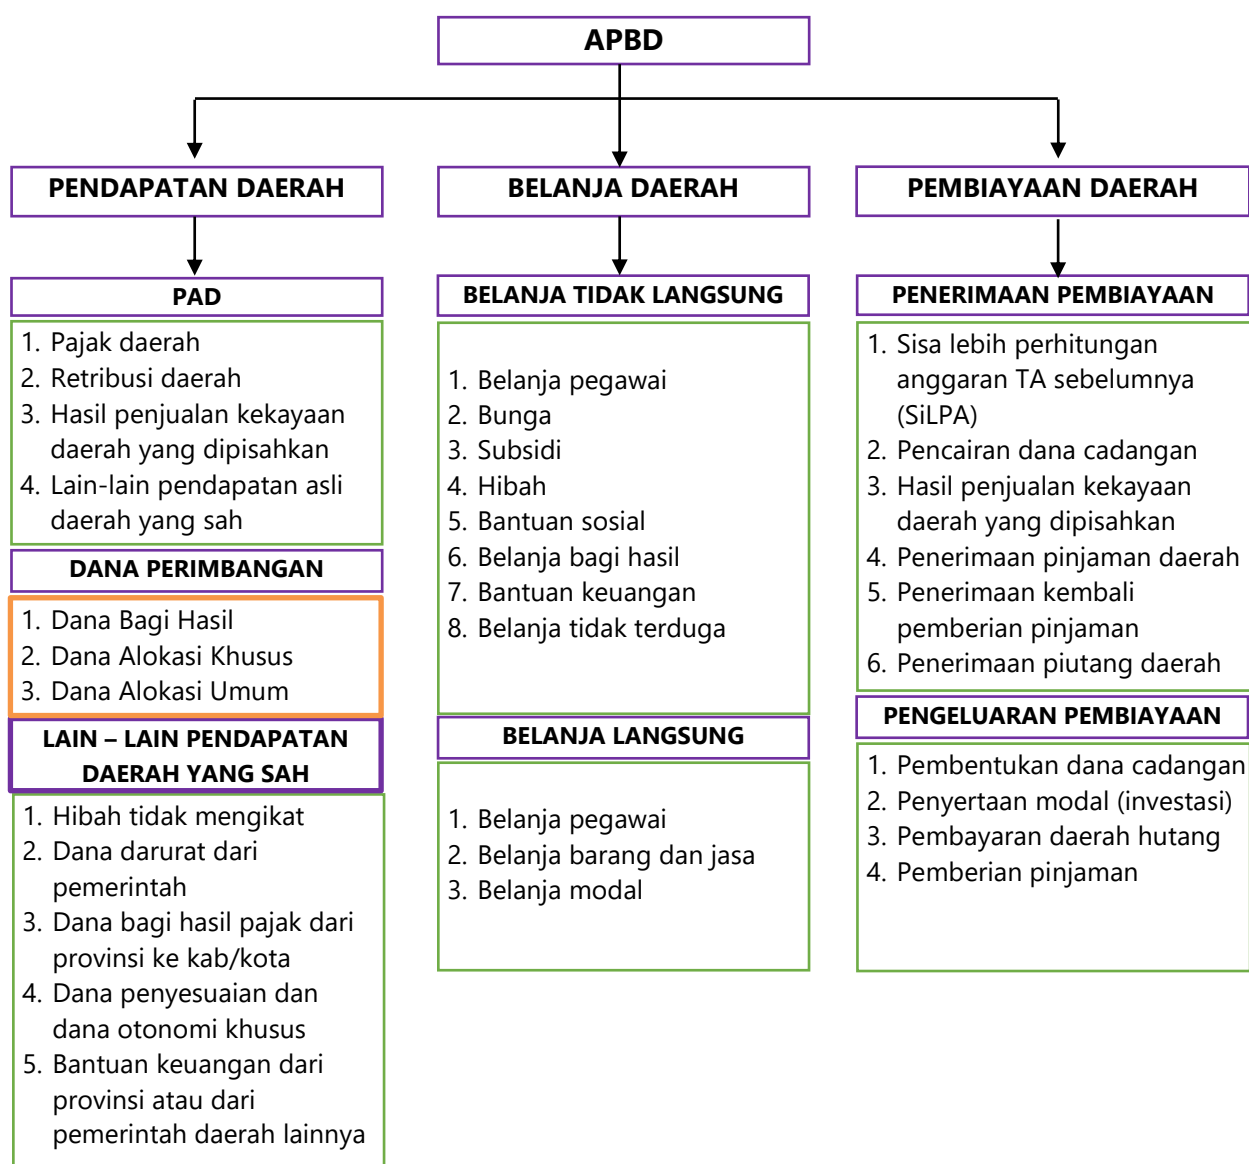 APBD
PENDAPATAN DAERAH
PAD
1. Pajak daerah
2. Retribusi daerah
3. Hasil penjualan kekayaan
daerah yang dipisahkan
4. Lain-lain pendapatan asli
daerah yang sah
DANA PERIMBANGAN
1. Dana Bagi Hasil
2. Dana Alokasi Khusus
3. Dana Alokasi Umum
LAIN – LAIN PENDAPATAN
DAERAH YANG SAH
1. Hibah tidak mengikat
2. Dana darurat dari
pemerintah
3. Dana bagi hasil pajak dari
provinsi ke kab/kota
4. Dana penyesuaian dan
dana otonomi khusus
5. Bantuan keuangan dari
provinsi atau dari
pemerintah daerah lainnya
BELANJA DAERAH
BELANJA TIDAK LANGSUNG
1. Belanja pegawai
2. Bunga
3. Subsidi
4. Hibah
5. Bantuan sosial
6. Belanja bagi hasil
7. Bantuan keuangan
8. Belanja tidak terduga
BELANJA LANGSUNG
1. Belanja pegawai
2. Belanja barang dan jasa
3. Belanja modal
PEMBIAYAAN DAERAH
PENERIMAAN PEMBIAYAAN
1. Sisa lebih perhitungan
anggaran TA sebelumnya
(SiLPA)
2. Pencairan dana cadangan
3. Hasil penjualan kekayaan
daerah yang dipisahkan
4. Penerimaan pinjaman daerah
5. Penerimaan kembali
pemberian pinjaman
6. Penerimaan piutang daerah
PENGELUARAN PEMBIAYAAN
1. Pembentukan dana cadangan
2. Penyertaan modal (investasi)
3. Pembayaran daerah hutang
4. Pemberian pinjaman